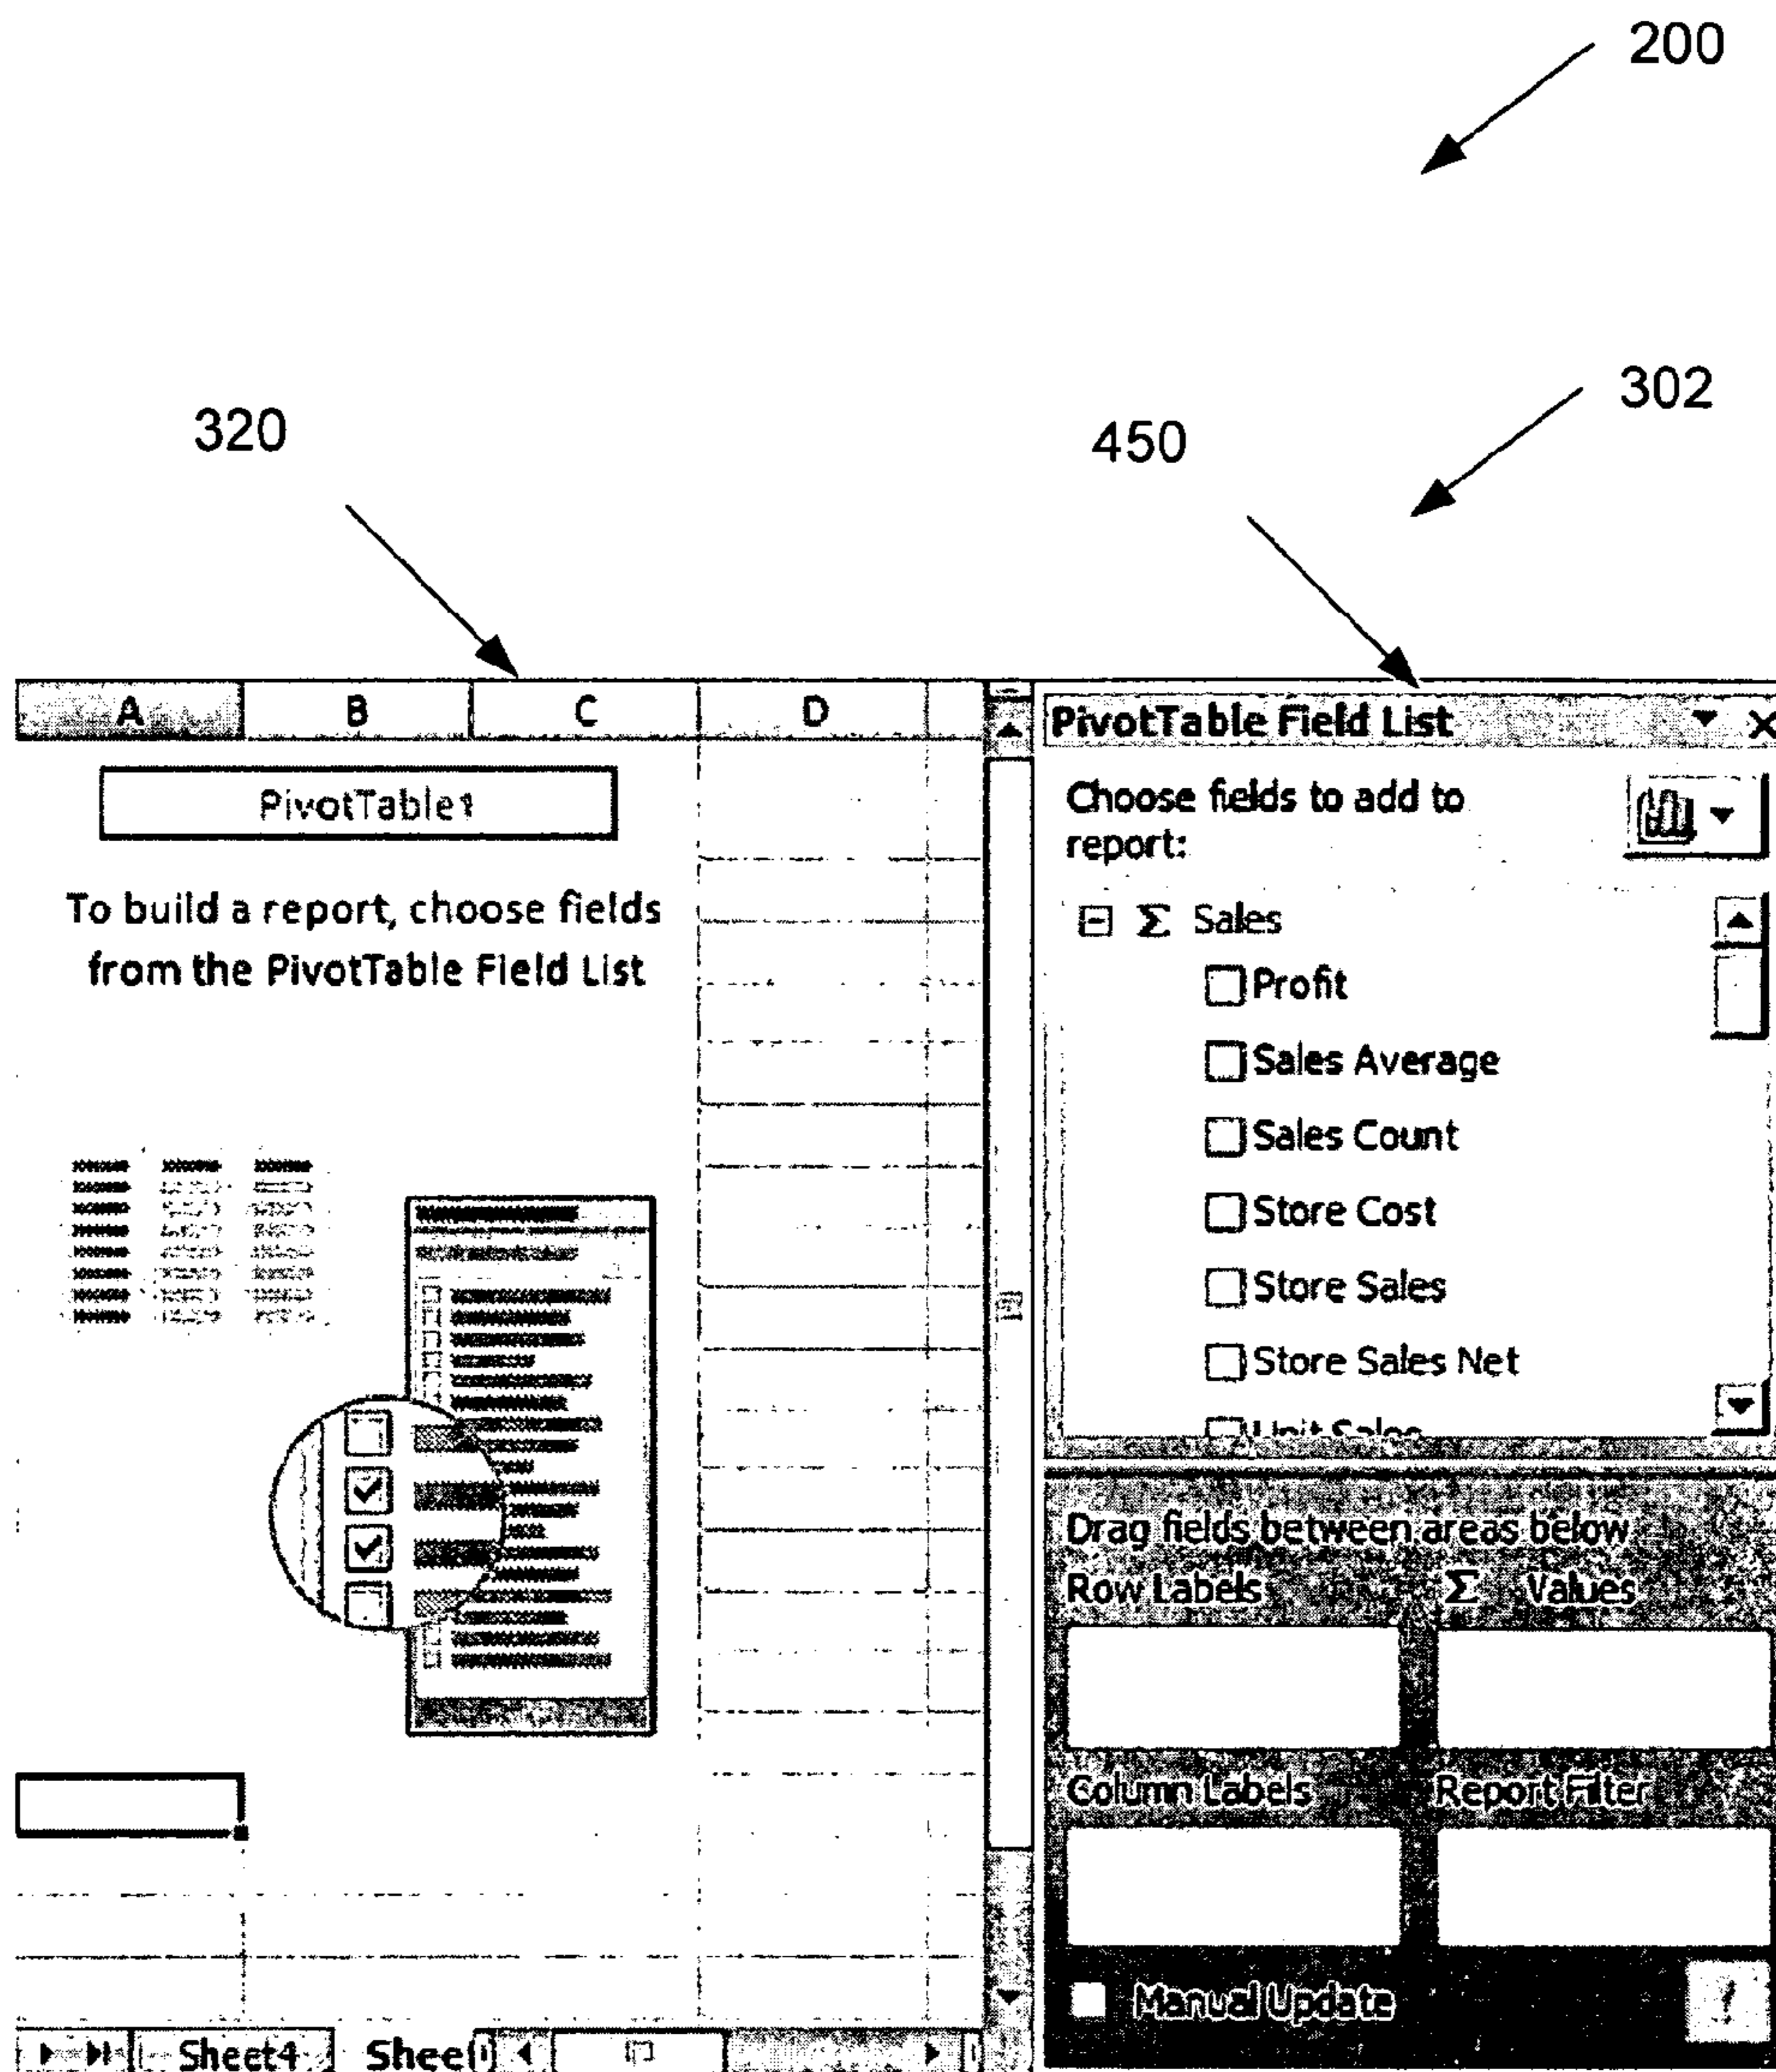 200
302
320
450
A B C D
PivotTable1
To build a report, choose fields
from the PivotTable Field List
Sheet4
PivotTable Field List
Choose fields to add to
report:
Σ Sales
Profit
Sales Average
Sales Count
Store Cost
Store Sales
Store Sales Net
Unit Sales
Drag fields between areas below
Row Labels Σ Values
Column Labels Report Filter
Manual Update
!